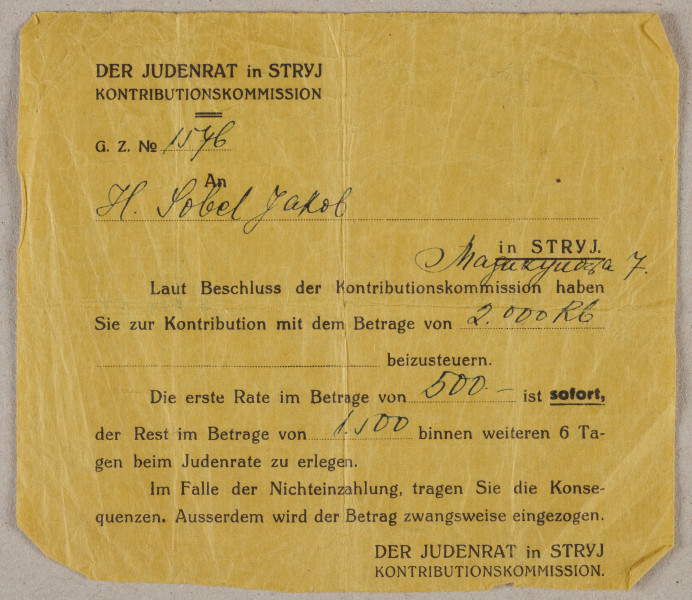 DER JUDENRAT in STRYJ
KONTRIBUTIONSKOMMISSION
G. Z. № 1576
An
H. Sobel Jakob
in STRYJ.
7.
Laut Beschluss der Kontributionskommission haben
Sie zur Kontribution mit dem Betrage von 2.000 Rb
beizusteuern.
Die erste Rate im Betrage von 500.— ist sofort,
der Rest im Betrage von 1.500 binnen weiteren 6 Ta-
gen beim Judenrate zu erlegen.
Im Falle der Nichteinzahlung, tragen Sie die Konse-
quenzen. Ausserdem wird der Betrag zwangsweise eingezogen.
DER JUDENRAT in STRYJ
KONTRIBUTIONSKOMMISSION.